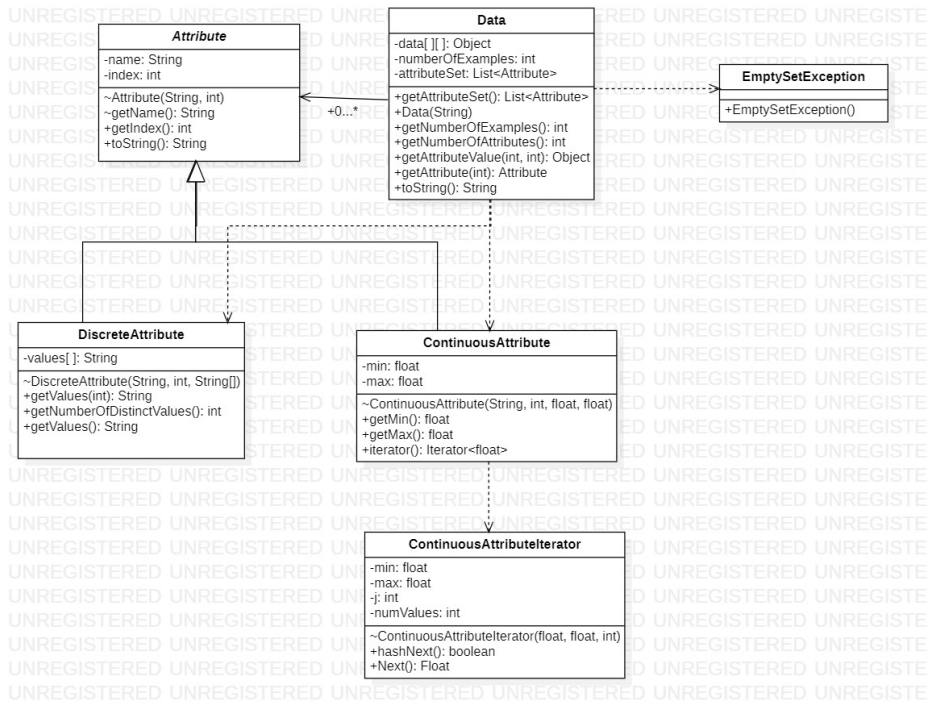 Attribute
-name: String
-index: int
~Attribute(String, int)
~getName(): String
+getIndex(): int
+toString(): String
Data
-data[ ][ ]: Object
-numberOfExamples: int
-attributeSet: List<Attribute>
+getAttributeSet(): List<Attribute>
+Data(String)
+getNumberOfExamples(): int
+getNumberOfAttributes(): int
+getAttributeValue(int, int): Object
+getAttribute(int): Attribute
+toString(): String
EmptySetException
+EmptySetException()
+0...*
DiscreteAttribute
-values[ ]: String
~DiscreteAttribute(String, int, String[])
+getValues(int): String
+getNumberOfDistinctValues(): int
+getValues(): String
ContinuousAttribute
-min: float
-max: float
~ContinuousAttribute(String, int, float, float)
+getMin(): float
+getMax(): float
+iterator(): Iterator<float>
ContinuousAttributeIterator
-min: float
-max: float
-j: int
-numValues: int
~ContinuousAttributeIterator(float, float, int)
+hashNext(): boolean
+Next(): Float
UNREGISTERED UNREGISTERED UNREGISTERED UNREGISTERED UNREGISTERED UNREGISTE